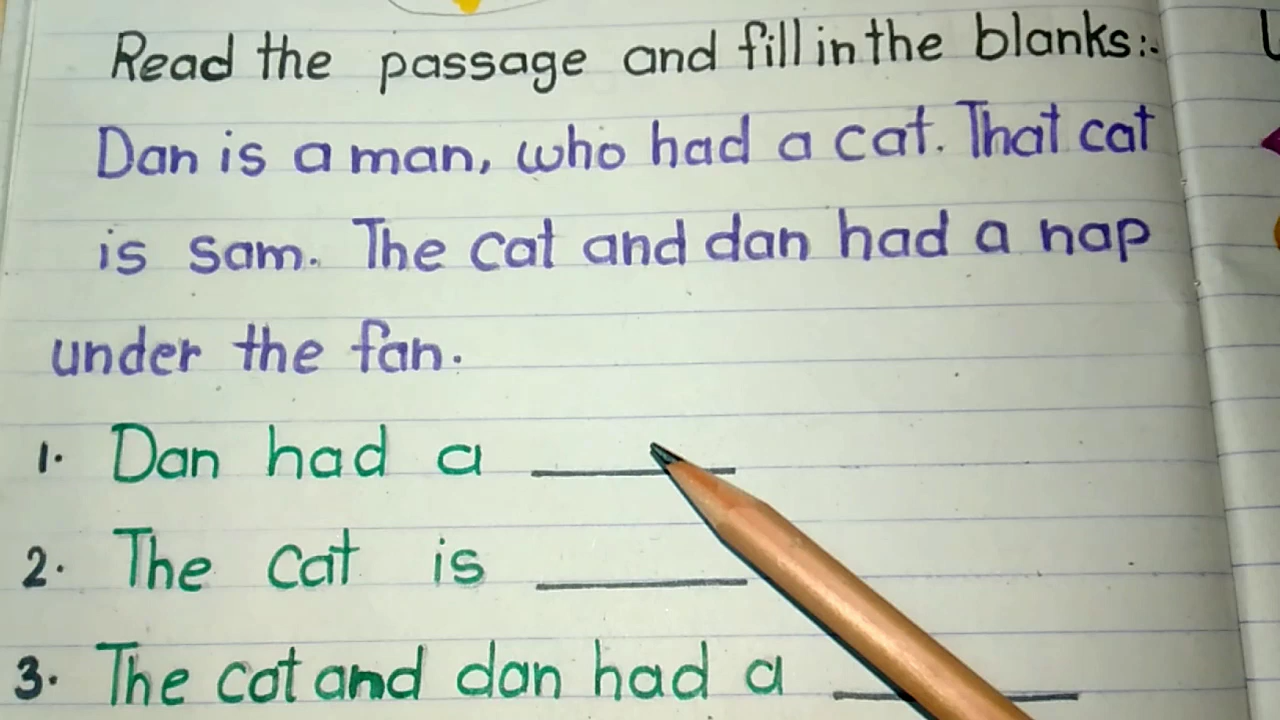 Read the passage and fill in the blanks:-
Dan is a man, who had a cat. That cat
is sam. The cat and dan had a nap
under the fan.
1. Dan had a ______
2. The cat is ______
3. The cat and dan had a ______